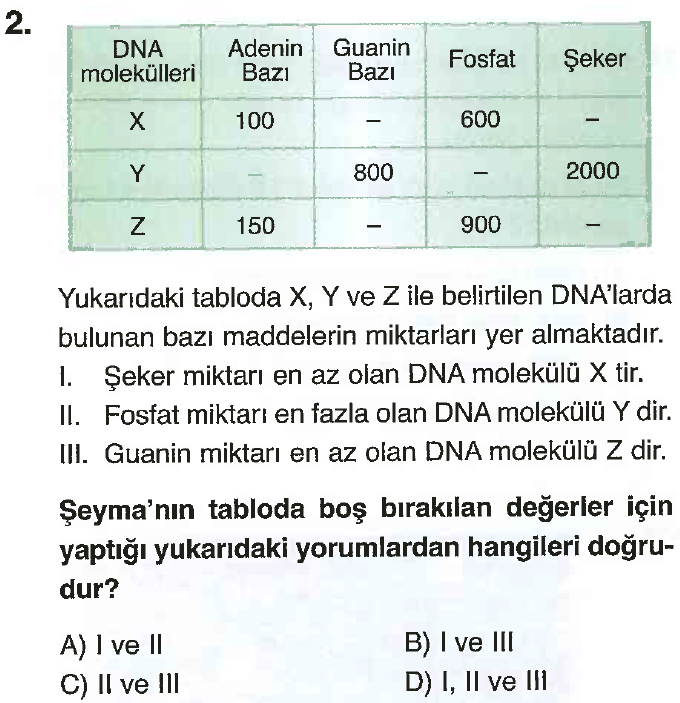 2.
DNA molekülleri | Adenin Bazı | Guanin Bazı | Fosfat | Şeker
X | 100 | – | 600 | –
Y | – | 800 | – | 2000
Z | 150 | – | 900 | –
Yukarıdaki tabloda X, Y ve Z ile belirtilen DNA'larda
bulunan bazı maddelerin miktarları yer almaktadır.
I. Şeker miktarı en az olan DNA molekülü X tir.
II. Fosfat miktarı en fazla olan DNA molekülü Y dir.
III. Guanin miktarı en az olan DNA molekülü Z dir.
Şeyma'nın tabloda boş bırakılan değerler için
yaptığı yukarıdaki yorumlardan hangileri doğru-
dur?
A) I ve II B) I ve III
C) II ve III D) I, II ve III